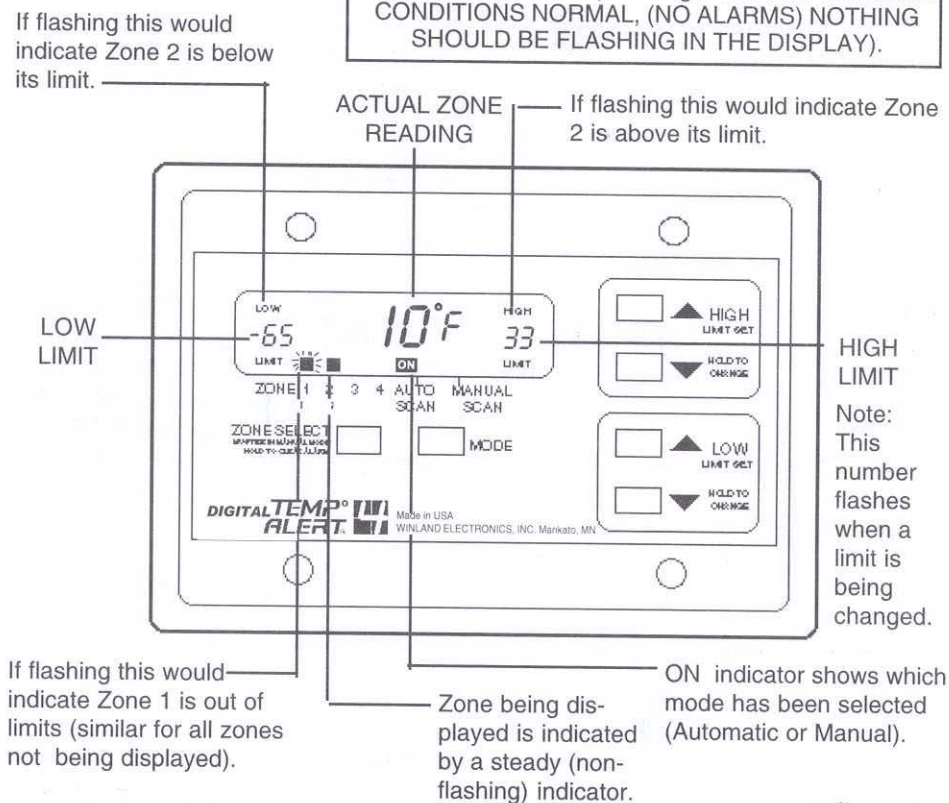 CONDITIONS NORMAL, (NO ALARMS) NOTHING
SHOULD BE FLASHING IN THE DISPLAY).
If flashing this would
indicate Zone 2 is below
its limit.
ACTUAL ZONE
READING
If flashing this would indicate Zone
2 is above its limit.
LOW
LIMIT
LOW
-65
LIMIT
10°F
ON
HIGH
33
LIMIT
ZONE 1 2 3 4 AUTO SCAN MANUAL SCAN
ZONE SELECT
HOLD TO CLEAR ALARM
MODE
DIGITAL TEMP°
ALERT
Made in USA
WINLAND ELECTRONICS, INC. Mankato, MN
HIGH
LIMIT SET
HOLD TO
CHANGE
LOW
LIMIT SET
HOLD TO
CHANGE
HIGH
LIMIT
Note:
This
number
flashes
when a
limit is
being
changed.
If flashing this would
indicate Zone 1 is out of
limits (similar for all zones
not being displayed).
Zone being dis-
played is indicated
by a steady (non-
flashing) indicator.
ON indicator shows which
mode has been selected
(Automatic or Manual).